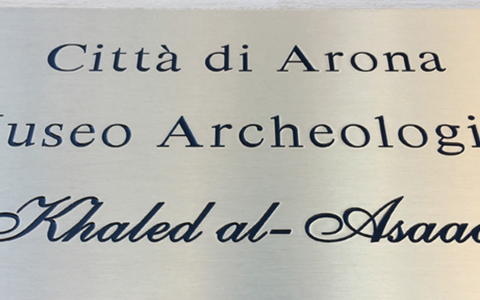 Città di Arona
useo Archeologi
Khaled al-Asaa